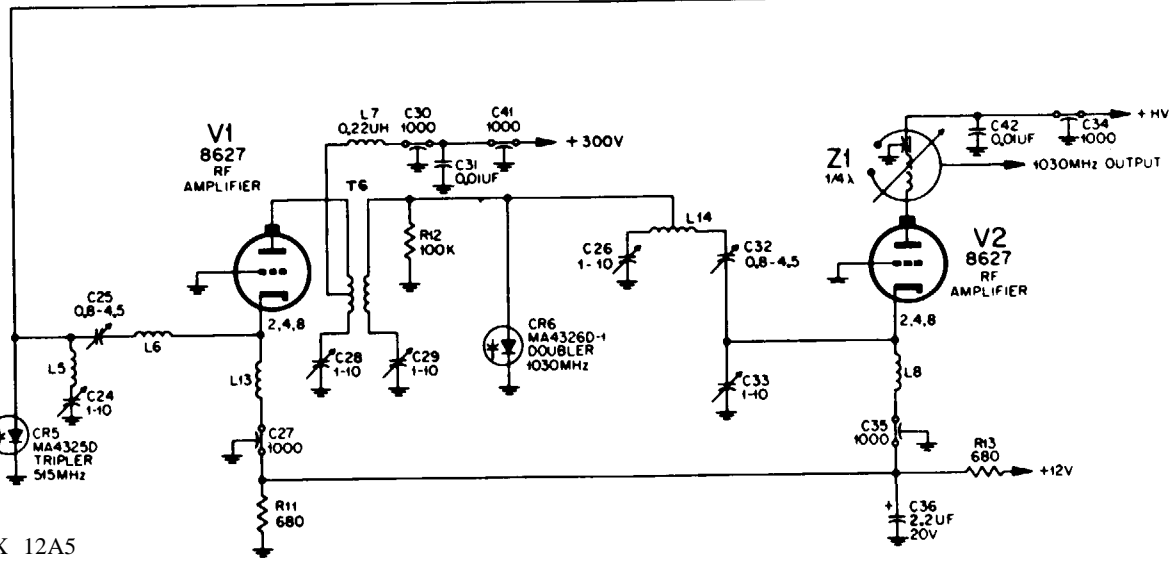 V1
8627
RF
AMPLIFIER
L7
0.22UH
C30
1000
C41
1000
+300V
C31
0.01UF
T6
R12
100K
C26
1-10
L14
C32
0.8-4.5
Z1
1/4 λ
C42
0.01UF
C34
1000
+ HV
1030MHz OUTPUT
V2
8627
RF
AMPLIFIER
2,4,8
C25
0.8-4.5
L6
L5
C24
1-10
CR5
MA4325D
TRIPLER
515MHz
2,4,8
L13
C27
1000
R11
680
C28
1-10
C29
1-10
CR6
MA4326D-1
DOUBLER
1030MHz
C33
1-10
L8
C35
1000
R13
680
+12V
+
C36
2.2UF
20V
X 12A5